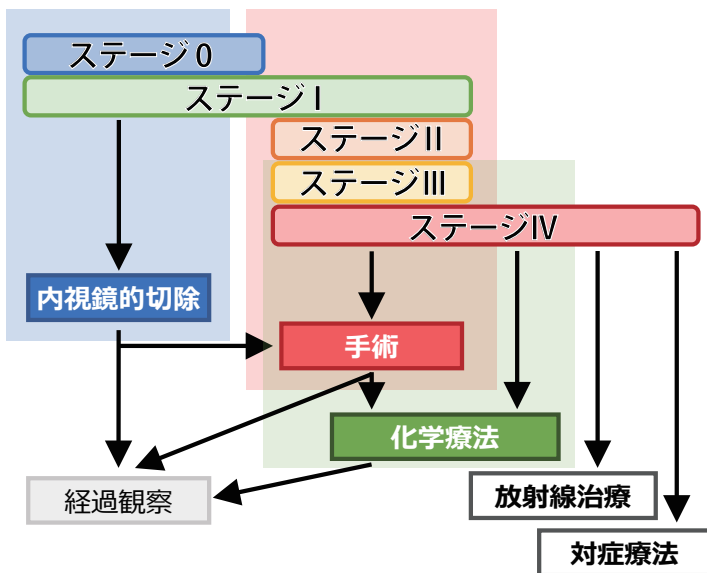 ステージ 0
ステージ I
ステージII
ステージIII
ステージIV
内視鏡的切除
手術
化学療法
経過観察
放射線治療
対症療法